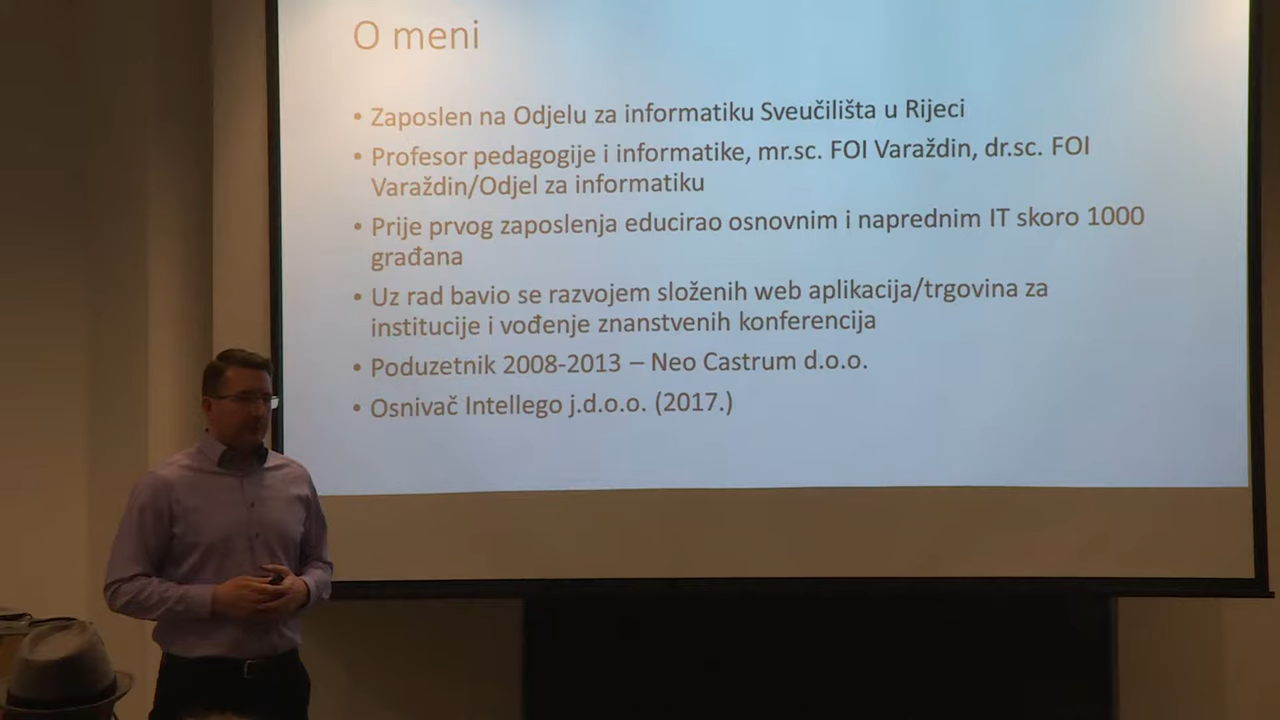 O meni
• Zaposlen na Odjelu za informatiku Sveučilišta u Rijeci
• Profesor pedagogije i informatike, mr.sc. FOI Varaždin, dr.sc. FOI
Varaždin/Odjel za informatiku
• Prije prvog zaposlenja educirao osnovnim i naprednim IT skoro 1000
građana
• Uz rad bavio se razvojem složenih web aplikacija/trgovina za
institucije i vođenje znanstvenih konferencija
• Poduzetnik 2008-2013 – Neo Castrum d.o.o.
• Osnivač Intellego j.d.o.o. (2017.)